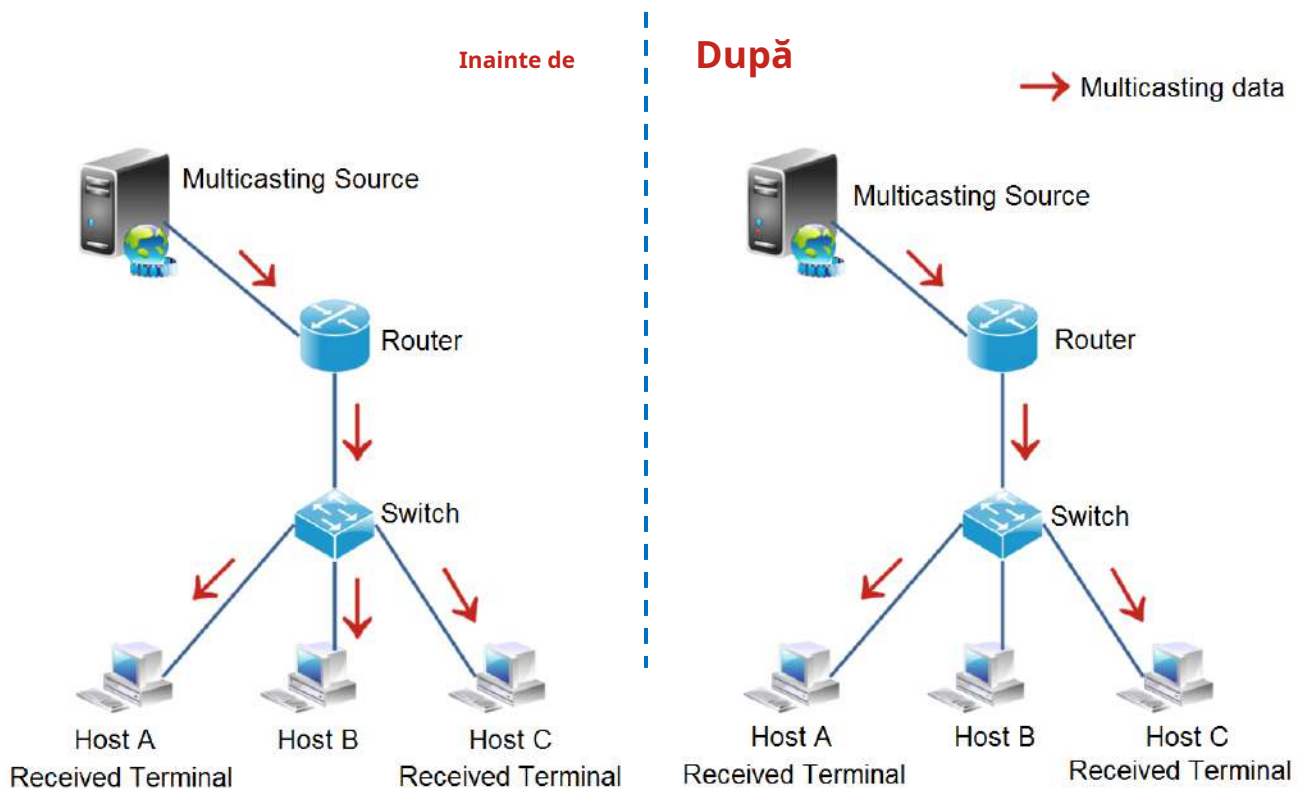 Inainte de
După
Multicasting data
Multicasting Source
Router
Switch
Host A
Received Terminal
Host B
Host C
Received Terminal
Multicasting Source
Router
Switch
Host A
Received Terminal
Host B
Host C
Received Terminal